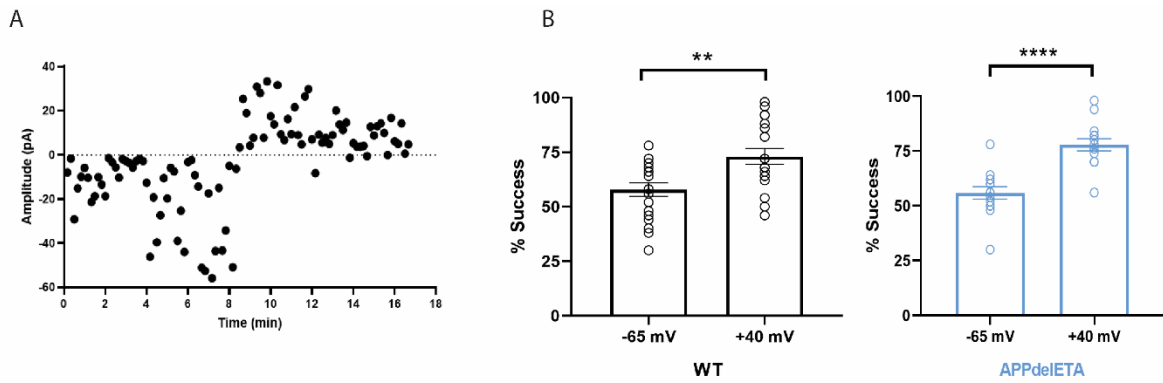 A
Amplitude (pA)
40
20
0
-20
-40
-60
0 2 4 6 8 10 12 14 16 18
Time (min)
B
**
% Success
100
75
50
25
0
-65 mV +40 mV
WT
****
% Success
100
75
50
25
0
-65 mV +40 mV
APPdelETA